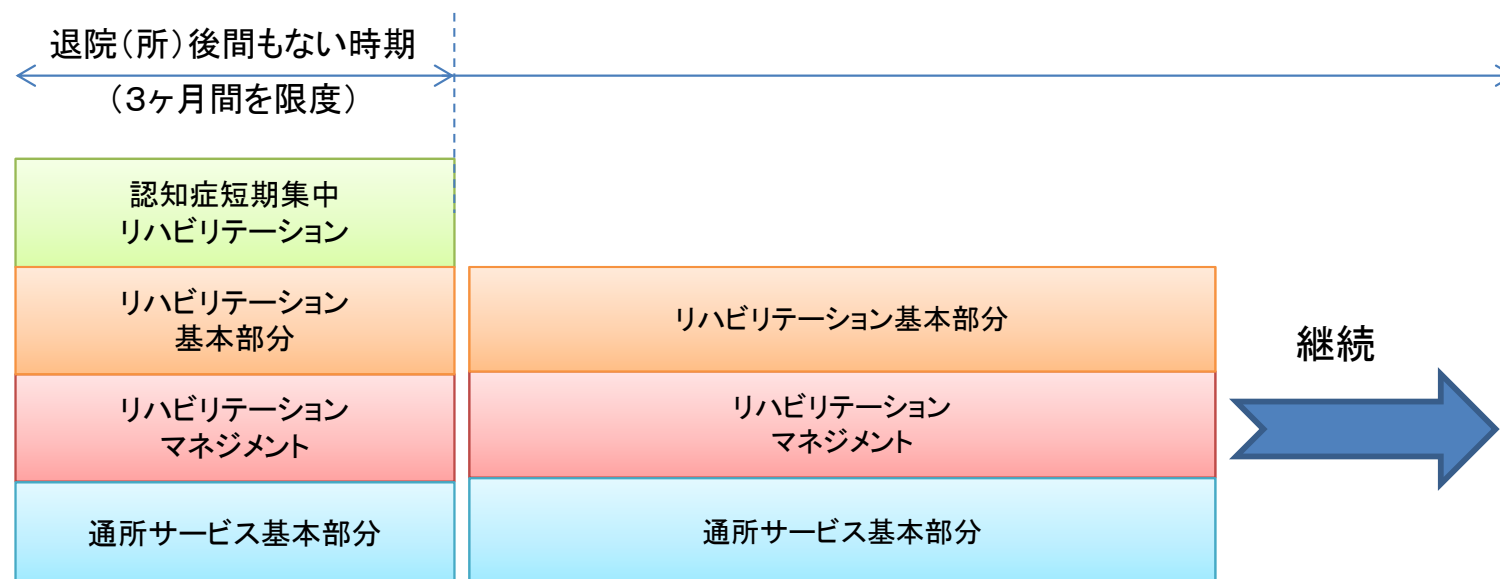 退院(所)後間もない時期
(3ヶ月間を限度)
認知症短期集中
リハビリテーション
リハビリテーション
基本部分
リハビリテーション
マネジメント
通所サービス基本部分
リハビリテーション基本部分
リハビリテーション
マネジメント
通所サービス基本部分
継続